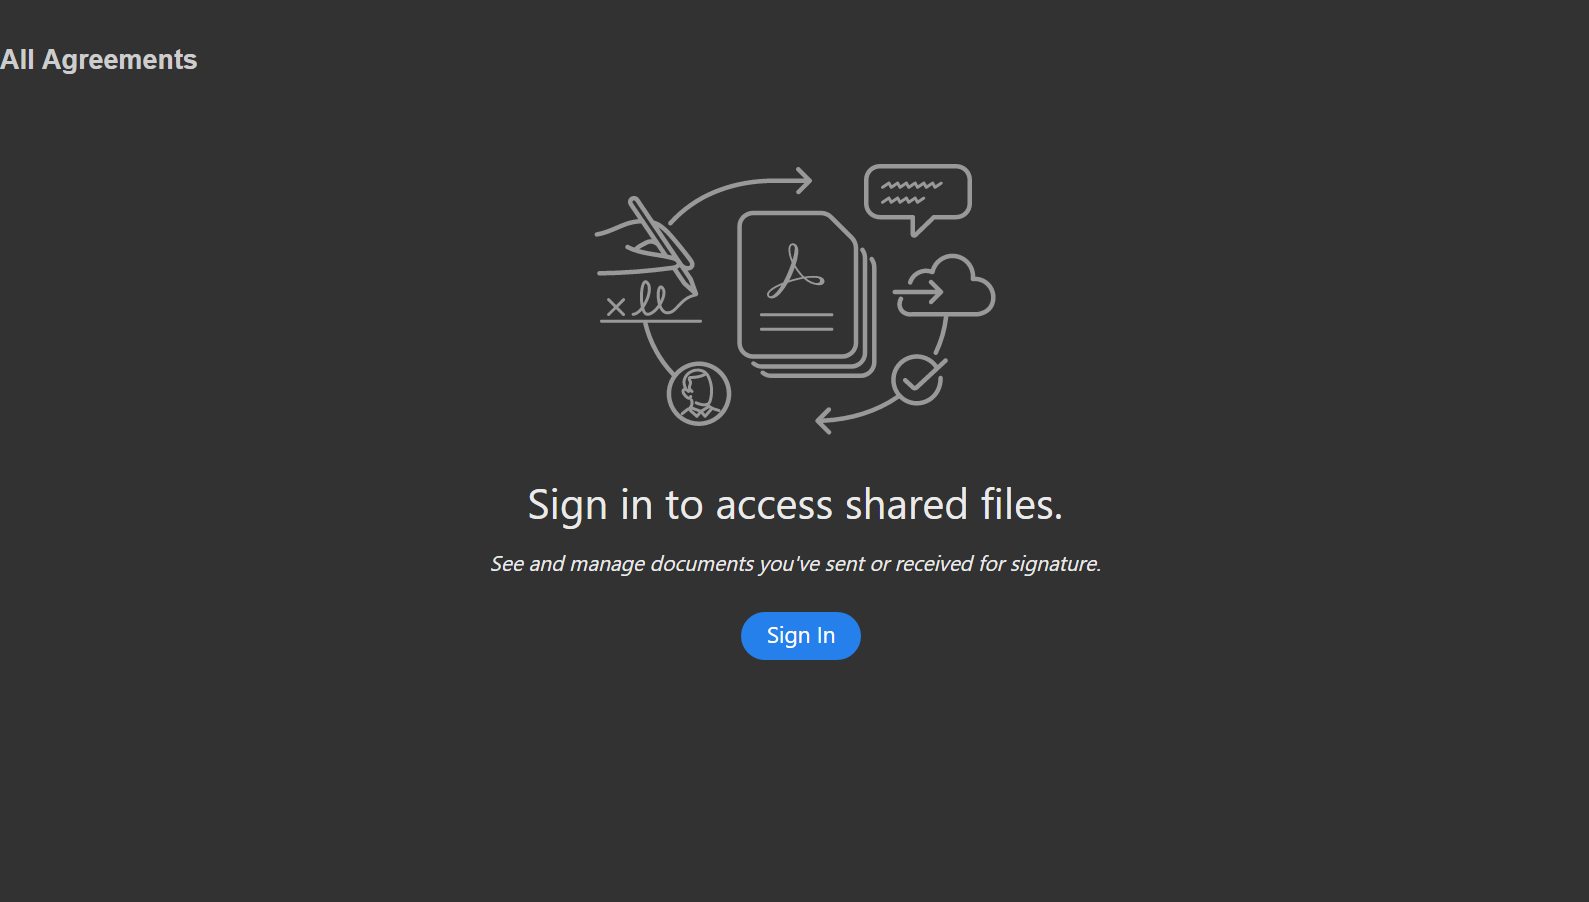 All Agreements
Sign in to access shared files.
See and manage documents you've sent or received for signature.
Sign In